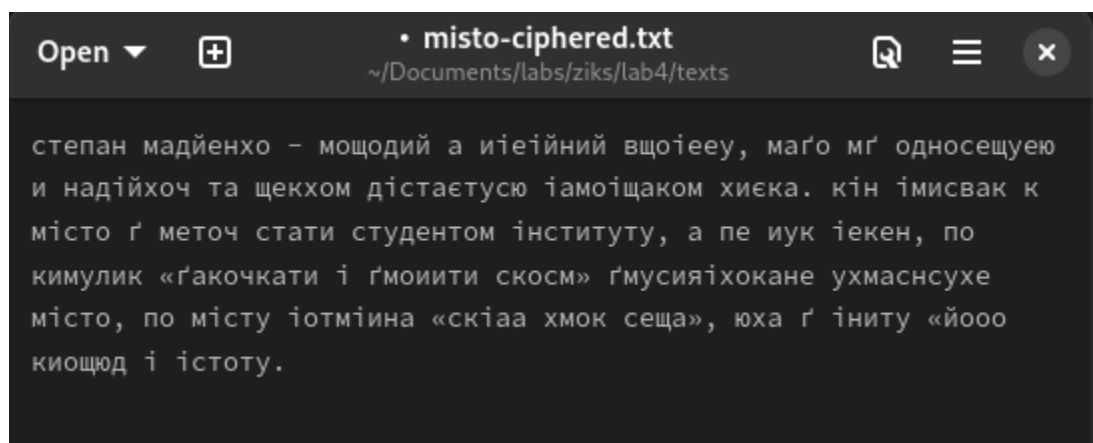 Open
• misto-ciphered.txt
~/Documents/labs/ziks/lab4/texts
степан мадйенхо – мощодий а иіейний вщоіееу, маґо мґ односещуею
и надійхоч та щекхом дістаєтусю іамоіщаком хиєка. кін імисвак к
місто ґ меточ стати студентом інституту, а пе иук іекен, по
кимулик «ґакочкати і ґмоиити скосм» ґмусияіхокане ухмаснсухе
місто, по місту іотміина «скіаа хмок сеща», юха ґ іниту «йооо
киощюд і істоту.